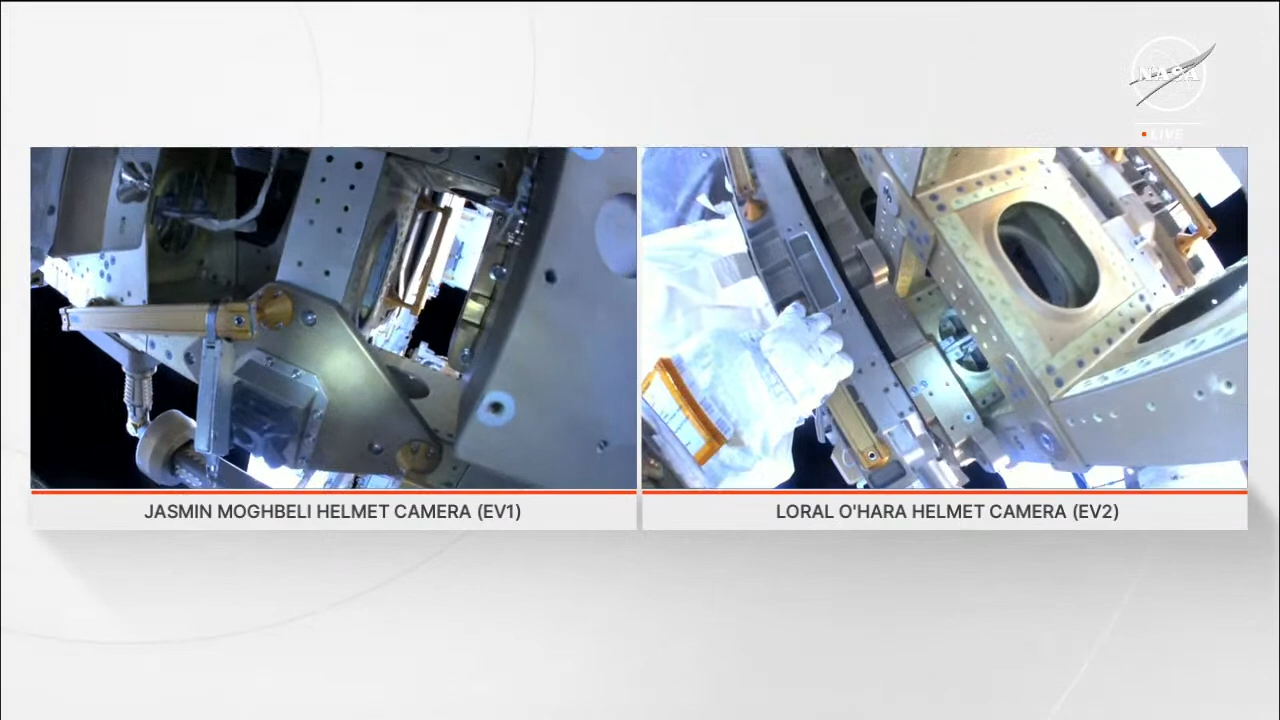 NASA
LIVE
JASMIN MOGHBELI HELMET CAMERA (EV1)
LORAL O'HARA HELMET CAMERA (EV2)